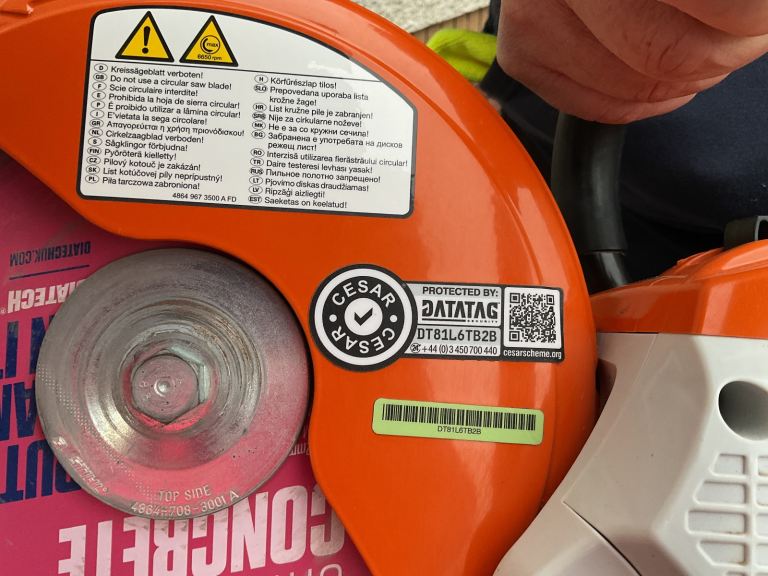 max
6650 rpm
D Kreissägeblatt verboten!
GB Do not use a circular saw blade!
F Scie circulaire interdite!
E Prohibida la hoja de sierra circular!
P É proibido utilizar a lâmina circular!
I E'vietata la sega circolare!
GR Απαγορεύεται η χρήση πριονόδισκου!
NL Cirkelzaagblad verboden!
S Sågklingor förbjudna!
FIN Pyöröterä kielletty!
CZ Pilový kotouč je zakázán!
SK List kotúčovej píly neprípustný!
PL Piła tarczowa zabroniona!
4864 967 3500 A FD
H Körfűrészlap tilos!
SLO Prepovedana uporaba lista
krožne žage!
HR List kružne pile je zabranjen!
SRB Nije za cirkularne noževe!
MK Не е за со кружни сечила!
BG Забранена е употребата на дисков
режещ лист!
RO Interzisă utilizarea fierăstrăului circular!
TR Daire testeresi levhası yasak!
RUS Пильное полотно запрещено!
LT Pjovimo diskas draudžiamas!
LV Ripzāģi aizliegti!
EST Saeketas on keelatud!
CESAR
CESAR
PROTECTED BY:
DATATAG
SECURITY
DT81L6TB2B
24 +44 (0)3 450 700 440
cesarscheme.org
DT81L6TB2B
DIATECHUK.COM
DIATECH
TOP SIDE
CONCRETE